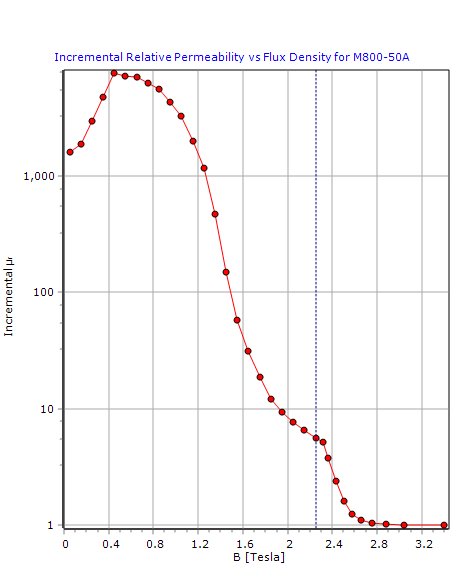 Incremental Relative Permeability vs Flux Density for M800-50A
Incremental μr
1,000
100
10
1
0 0.4 0.8 1.2 1.6 2 2.4 2.8 3.2
B [Tesla]